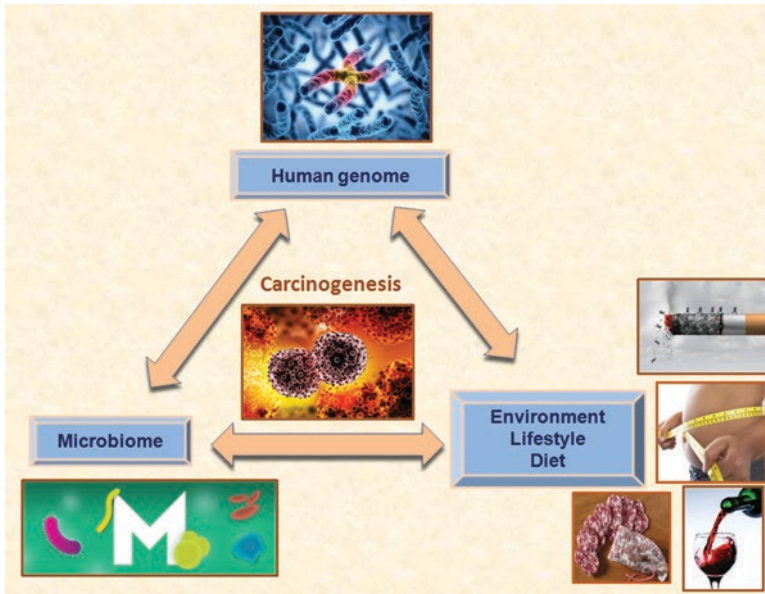 Human genome
Carcinogenesis
Microbiome
Environment
Lifestyle
Diet
M